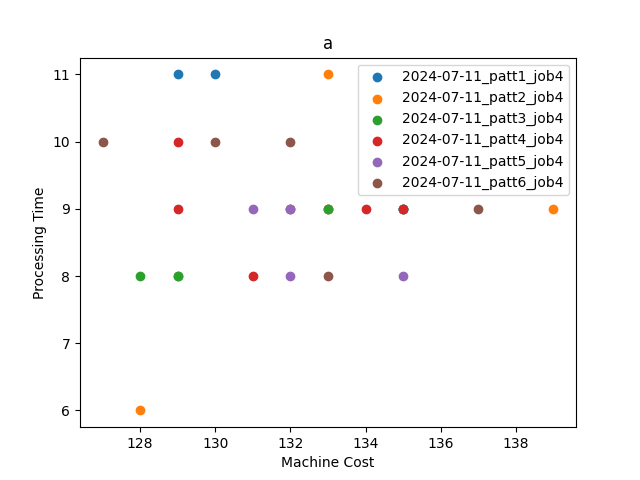 a
11
10
9
8
7
6
Processing Time
128 130 132 134 136 138
Machine Cost
2024-07-11_patt1_job4
2024-07-11_patt2_job4
2024-07-11_patt3_job4
2024-07-11_patt4_job4
2024-07-11_patt5_job4
2024-07-11_patt6_job4